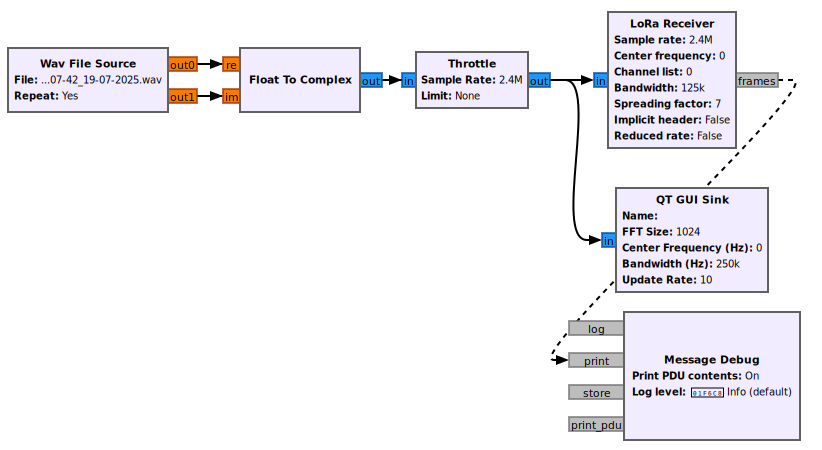 Wav File Source
File: ...07-42_19-07-2025.wav
Repeat: Yes
out0
out1
re
im
Float To Complex
out
in
Throttle
Sample Rate: 2.4M
Limit: None
out
in
LoRa Receiver
Sample rate: 2.4M
Center frequency: 0
Channel list: 0
Bandwidth: 125k
Spreading factor: 7
Implicit header: False
Reduced rate: False
frames
in
QT GUI Sink
Name:
FFT Size: 1024
Center Frequency (Hz): 0
Bandwidth (Hz): 250k
Update Rate: 10
log
print
store
print_pdu
Message Debug
Print PDU contents: On
Log level: 01F6C8 Info (default)